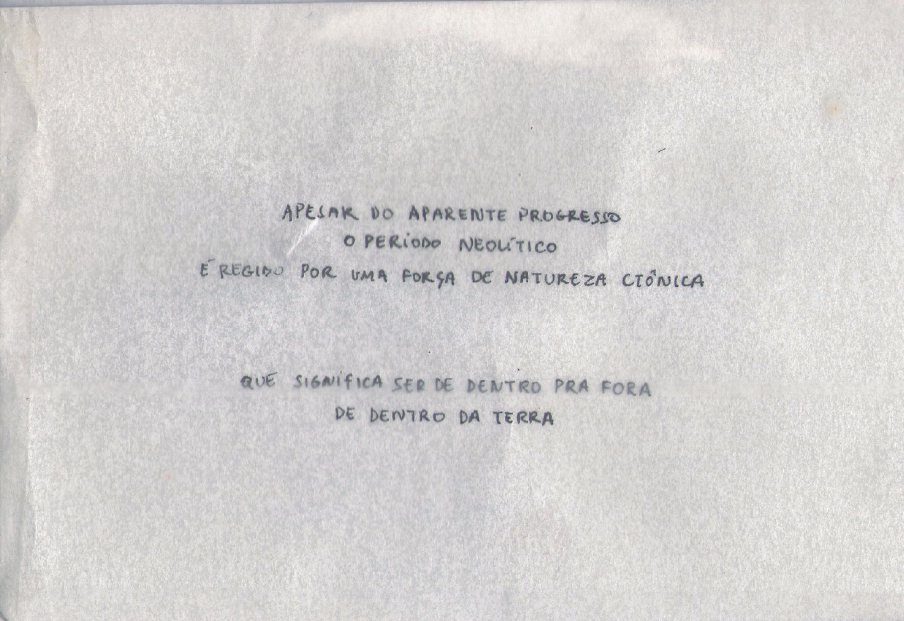 APESAR DO APARENTE PROGRESSO
O PERÍODO NEOLÍTICO
É REGIDO POR UMA FORÇA DE NATUREZA CTÔNICA
QUE SIGNIFICA SER DE DENTRO PRA FORA
DE DENTRO DA TERRA